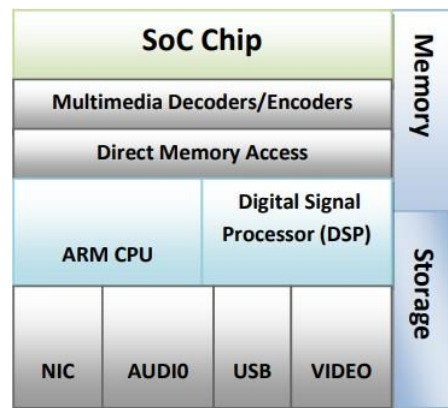 SoC Chip
Memory
Multimedia Decoders/Encoders
Direct Memory Access
Digital Signal
Processor (DSP)
ARM CPU
Storage
NIC
AUDI0
USB
VIDEO